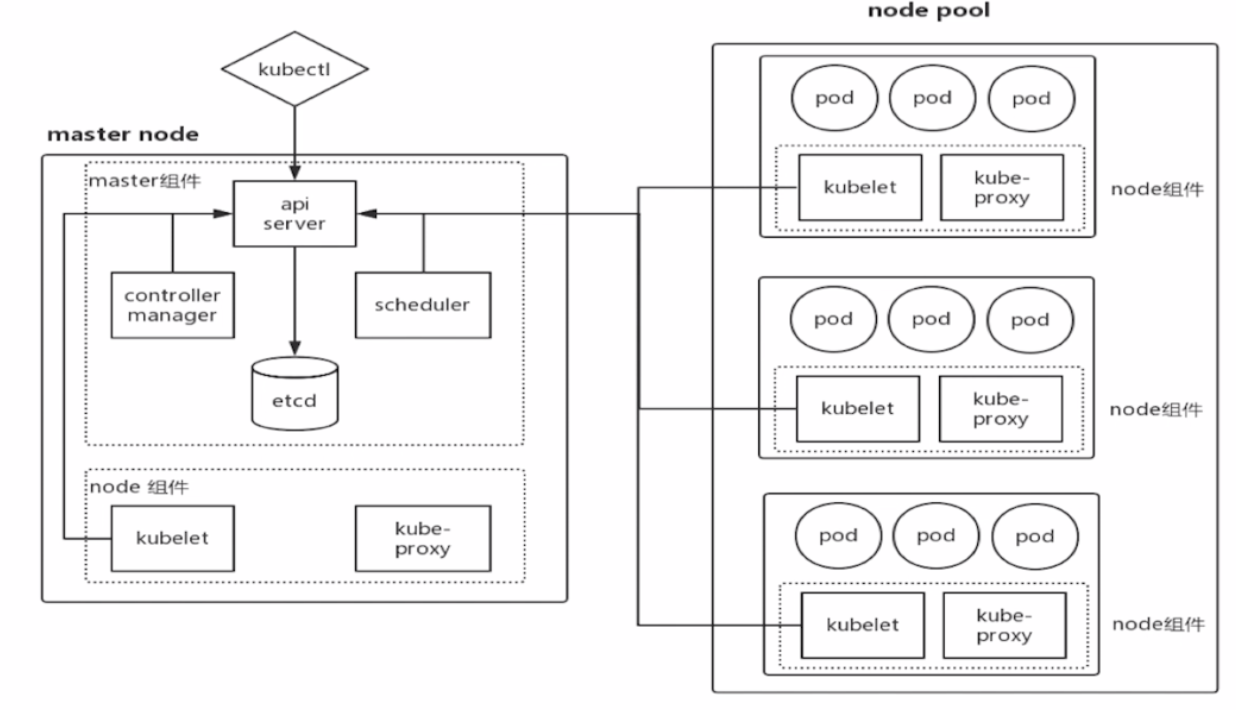 node pool
kubectl
master node
master组件
api
server
controller
manager
scheduler
etcd
node 组件
kubelet
kube-
proxy
pod
pod
pod
kubelet
kube-
proxy
node组件
pod
pod
pod
kubelet
kube-
proxy
node组件
pod
pod
pod
kubelet
kube-
proxy
node组件